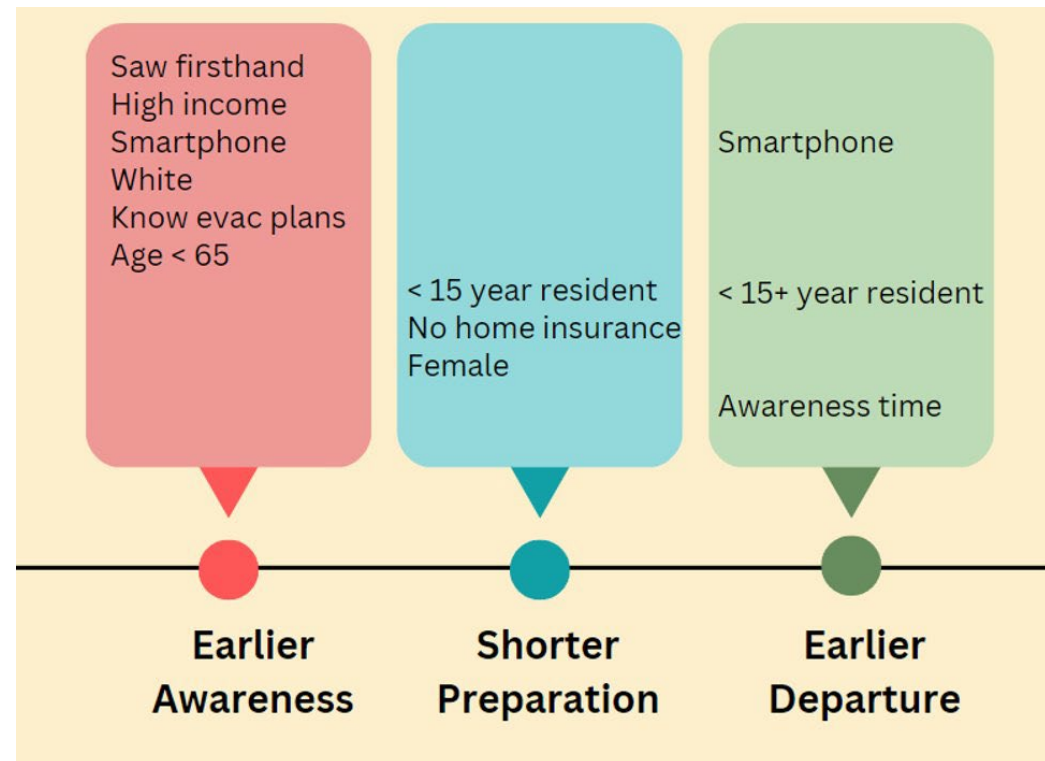 Saw firsthand
High income
Smartphone
White
Know evac plans
Age < 65
< 15 year resident
No home insurance
Female
Smartphone
< 15+ year resident
Awareness time
Earlier
Awareness
Shorter
Preparation
Earlier
Departure